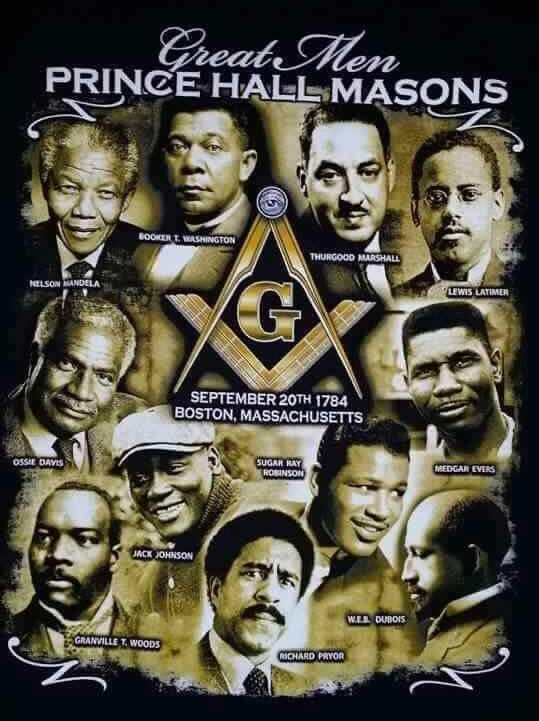 Great Men
PRINCE HALL MASONS
BOOKER T. WASHINGTON
THURGOOD MARSHALL
NELSON MANDELA
LEWIS LATIMER
G
SEPTEMBER 20TH 1784
BOSTON, MASSACHUSETTS
OSSIE DAVIS
SUGAR RAY
ROBINSON
MEDGAR EVERS
JACK JOHNSON
W.E.B. DUBOIS
GRANVILLE T. WOODS
RICHARD PRYOR